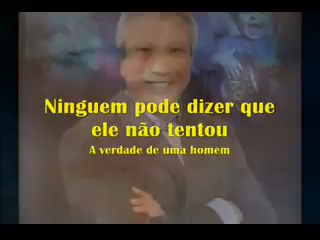 Ninguem pode dizer que
ele não tentou
A verdade de uma homem